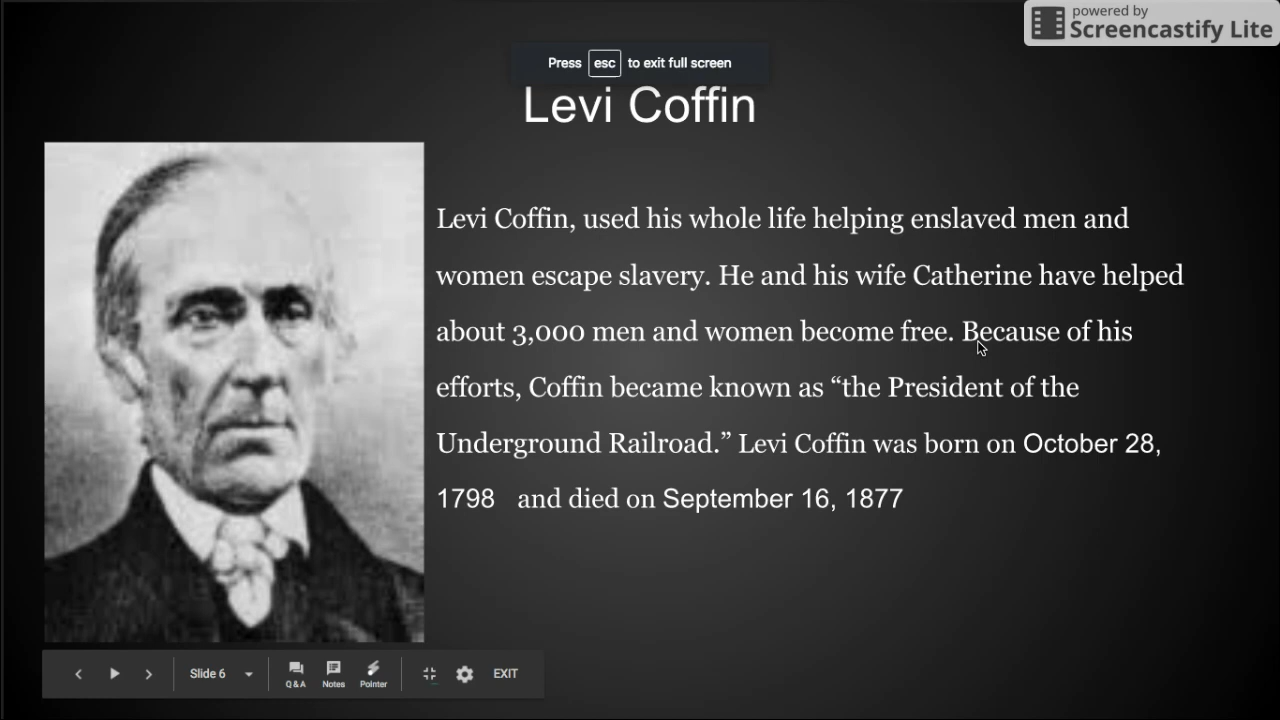 powered by
Screencastify Lite
Press esc to exit full screen
Levi Coffin
Levi Coffin, used his whole life helping enslaved men and
women escape slavery. He and his wife Catherine have helped
about 3,000 men and women become free. Because of his
efforts, Coffin became known as “the President of the
Underground Railroad.” Levi Coffin was born on October 28,
1798 and died on September 16, 1877
Slide 6 Q & A Notes Pointer EXIT